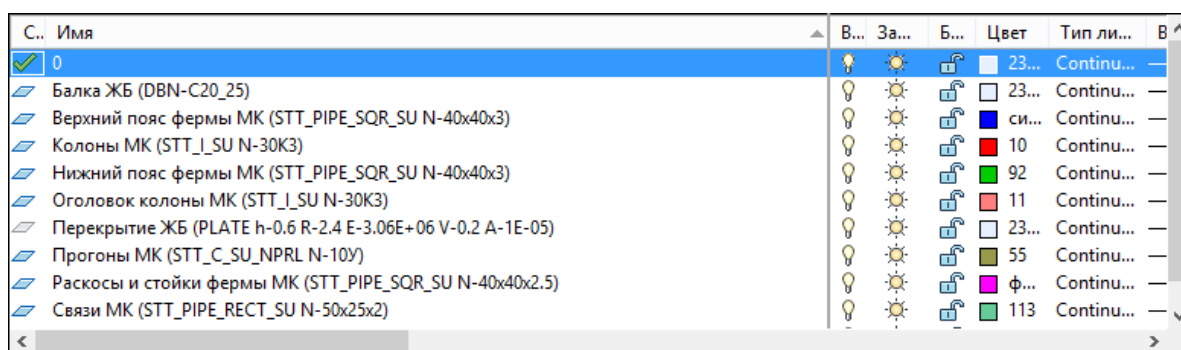 С.. Имя В... За... Б... Цвет Тип ли... В
0 23... Continu...
Балка ЖБ (DBN-C20_25) 23... Continu...
Верхний пояс фермы МК (STT_PIPE_SQR_SU N-40x40x3) си... Continu...
Колоны МК (STT_I_SU N-30К3) 10 Continu...
Нижний пояс фермы МК (STT_PIPE_SQR_SU N-40x40x3) 92 Continu...
Оголовок колоны МК (STT_I_SU N-30К3) 11 Continu...
Перекрытие ЖБ (PLATE h-0.6 R-2.4 E-3.06E+06 V-0.2 A-1E-05) 23... Continu...
Прогоны МК (STT_C_SU_NPRL N-10У) 55 Continu...
Раскосы и стойки фермы МК (STT_PIPE_SQR_SU N-40x40x2.5) ф... Continu...
Связи МК (STT_PIPE_RECT_SU N-50x25x2) 113 Continu...